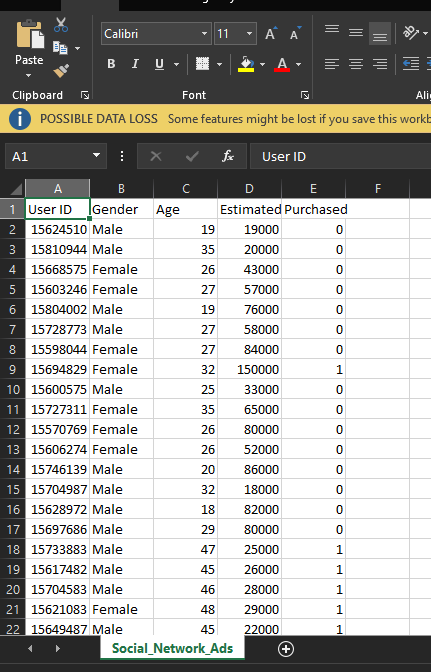 Calibri 11 A A
Paste
B I U A
Clipboard Font Ali
i POSSIBLE DATA LOSS Some features might be lost if you save this workb
A1 fx User ID
A B C D E F
1 User ID Gender Age Estimated Purchased
2 15624510 Male 19 19000 0
3 15810944 Male 35 20000 0
4 15668575 Female 26 43000 0
5 15603246 Female 27 57000 0
6 15804002 Male 19 76000 0
7 15728773 Male 27 58000 0
8 15598044 Female 27 84000 0
9 15694829 Female 32 150000 1
10 15600575 Male 25 33000 0
11 15727311 Female 35 65000 0
12 15570769 Female 26 80000 0
13 15606274 Female 26 52000 0
14 15746139 Male 20 86000 0
15 15704987 Male 32 18000 0
16 15628972 Male 18 82000 0
17 15697686 Male 29 80000 0
18 15733883 Male 47 25000 1
19 15617482 Male 45 26000 1
20 15704583 Male 46 28000 1
21 15621083 Female 48 29000 1
22 15649487 Male 45 22000 1
Social_Network_Ads